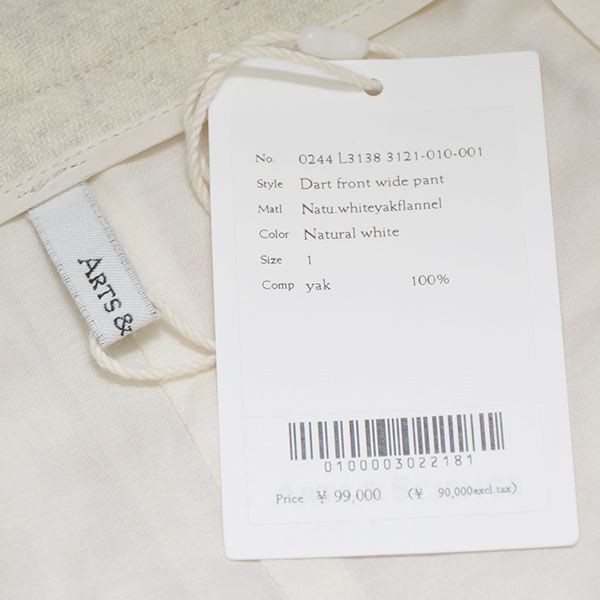 No. 0244 L3138 3121-010-001
Style Dart front wide pant
Matl Natu.whiteyakflannel
Color Natural white
Size 1
Comp yak 100%
0100003022181
Price ¥ 99,000 (¥ 90,000excl.tax)
ARTS &